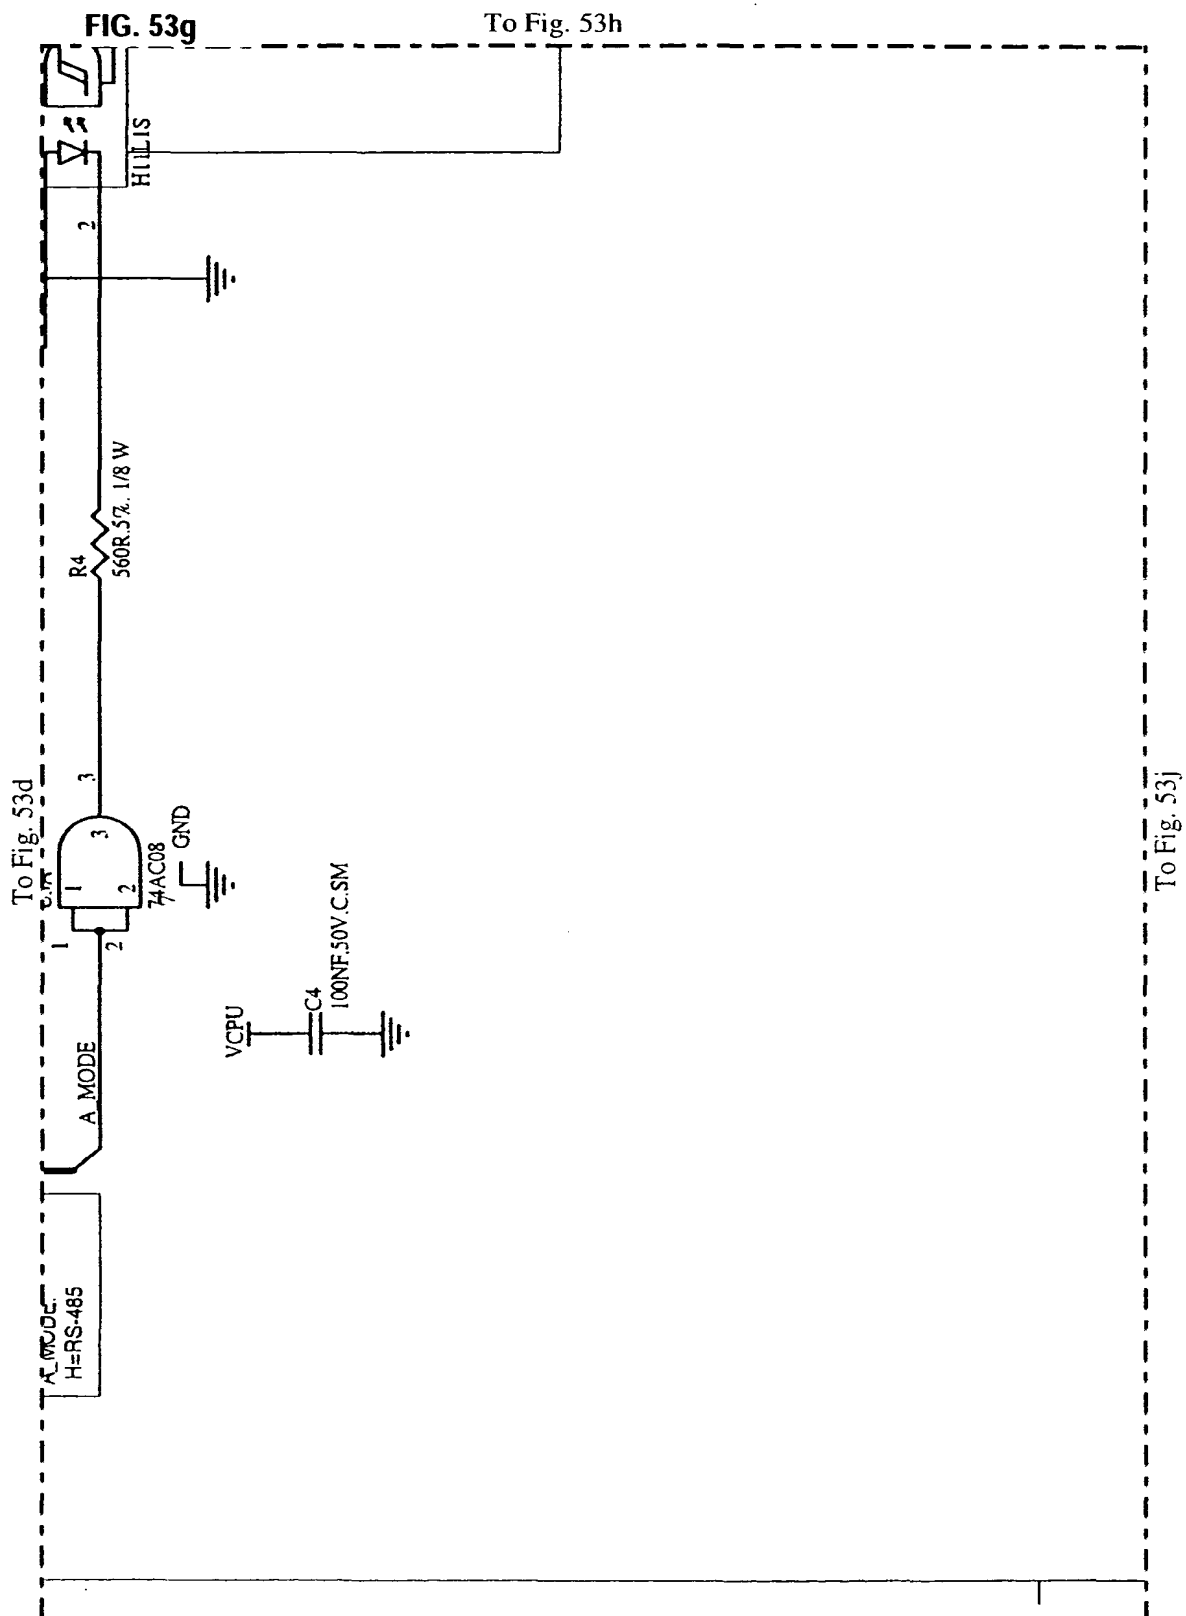 FIG. 53g
To Fig. 53h
H11L1S
2
R4
560R.5%. 1/8 W
To Fig. 53d
3
3
1
2
74AC08
7
GND
1
2
To Fig. 53j
A_MODE
VCPU
C4
100NF.50V.C.SM
A_MODE.
H=RS-485